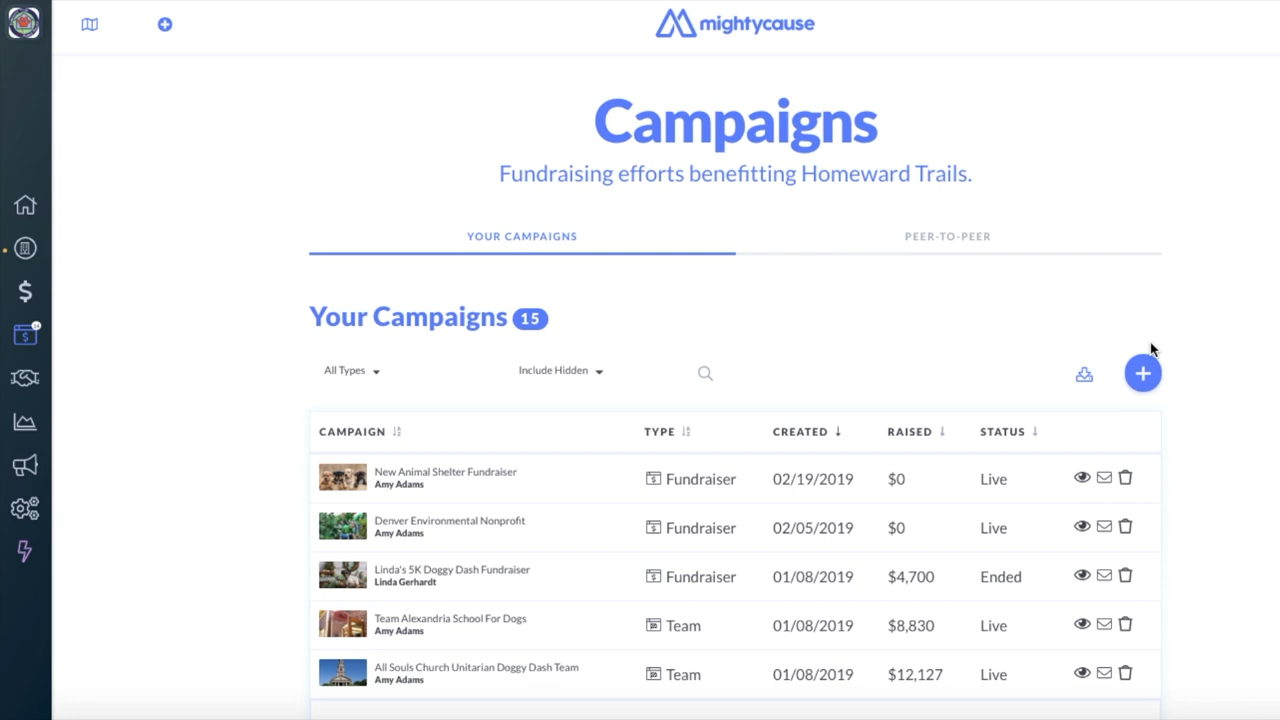 mightycause
Campaigns
Fundraising efforts benefitting Homeward Trails.
YOUR CAMPAIGNS
PEER-TO-PEER
Your Campaigns 15
All Types
Include Hidden
CAMPAIGN TYPE CREATED RAISED STATUS
New Animal Shelter Fundraiser
Amy Adams
Fundraiser 02/19/2019 $0 Live
Denver Environmental Nonprofit
Amy Adams
Fundraiser 02/05/2019 $0 Live
Linda's 5K Doggy Dash Fundraiser
Linda Gerhardt
Fundraiser 01/08/2019 $4,700 Ended
Team Alexandria School For Dogs
Amy Adams
Team 01/08/2019 $8,830 Live
All Souls Church Unitarian Doggy Dash Team
Amy Adams
Team 01/08/2019 $12,127 Live